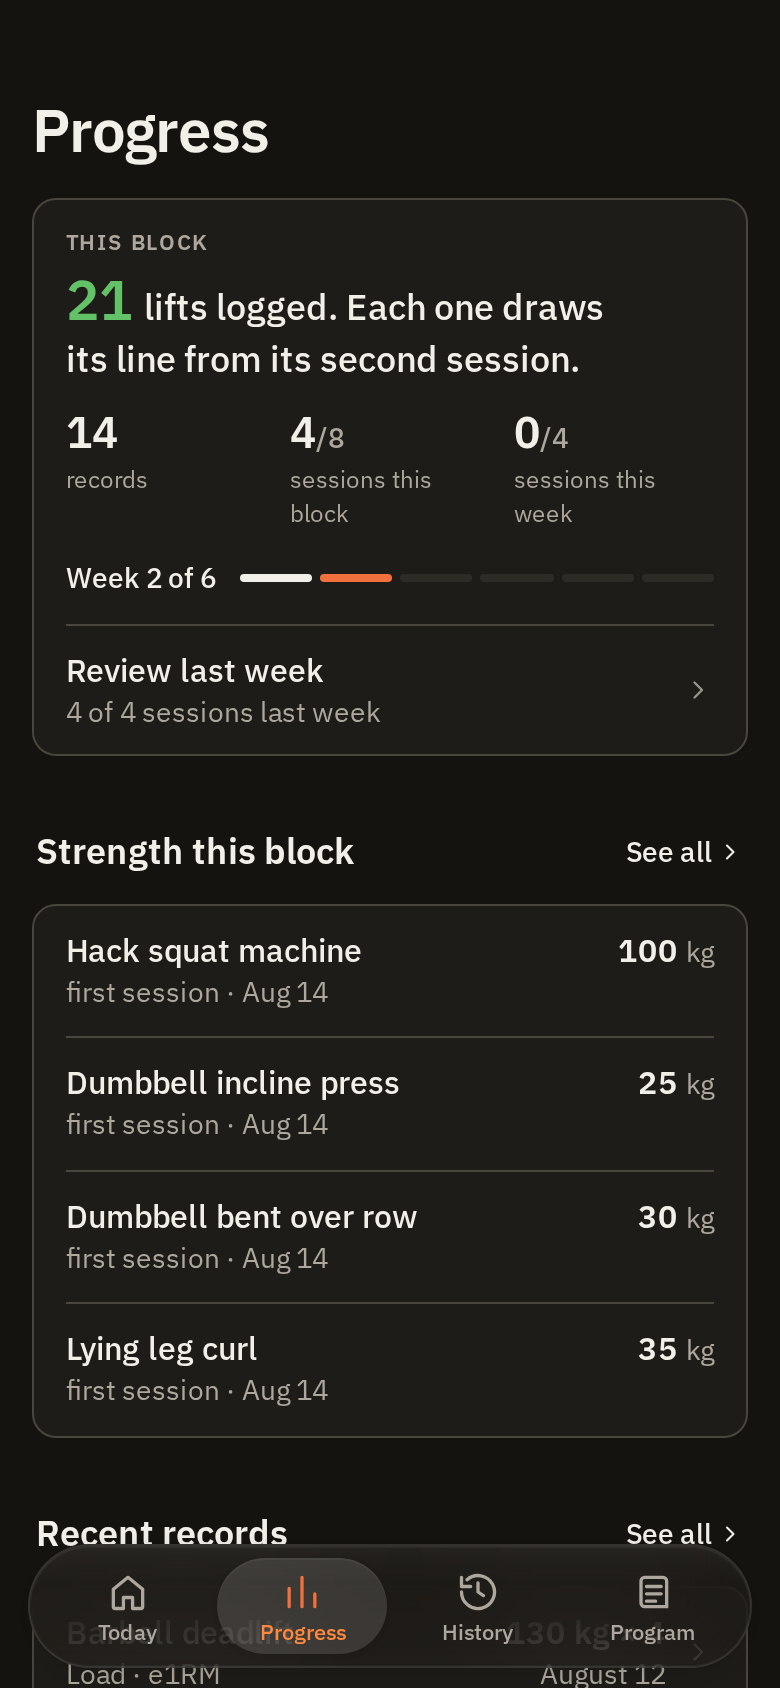 Progress
THIS BLOCK
21 lifts logged. Each one draws
its line from its second session.
14
records
4/8
sessions this
block
0/4
sessions this
week
Week 2 of 6
Review last week
4 of 4 sessions last week
Strength this block
See all
Hack squat machine
100 kg
first session · Aug 14
Dumbbell incline press
25 kg
first session · Aug 14
Dumbbell bent over row
30 kg
first session · Aug 14
Lying leg curl
35 kg
first session · Aug 14
Recent records
See all
Barbell deadlift
130 kg
Today
Progress
History
Program
Load · e1RM
August 12